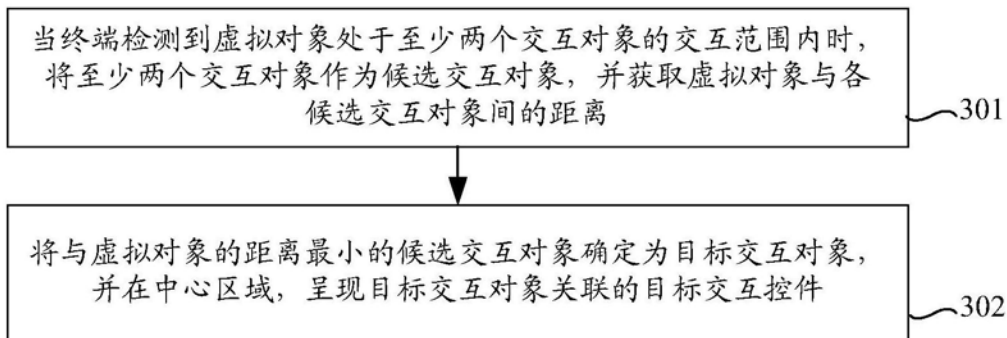 当终端检测到虚拟对象处于至少两个交互对象的交互范围内时，
将至少两个交互对象作为候选交互对象，并获取虚拟对象与各
候选交互对象间的距离
301
将与虚拟对象的距离最小的候选交互对象确定为目标交互对象，
并在中心区域，呈现目标交互对象关联的目标交互控件
302